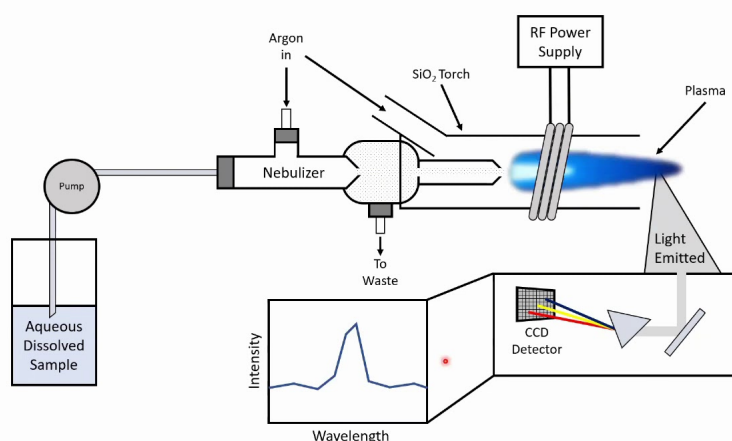 RF Power
Supply
Argon
in
SiO₂ Torch
Plasma
Nebulizer
Pump
To
Waste
Light
Emitted
Aqueous
Dissolved
Sample
CCD
Detector
Intensity
Wavelength